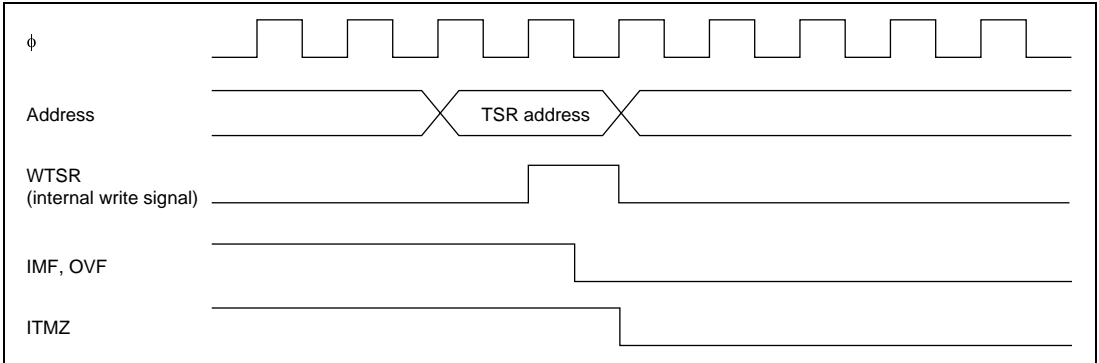 ϕ
Address
TSR address
WTSR
(internal write signal)
IMF, OVF
ITMZ